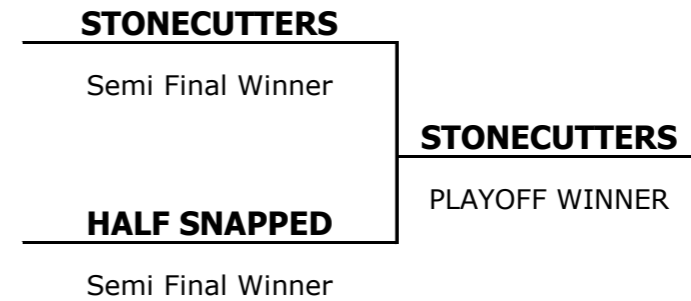 STONECUTTERS
Semi Final Winner
STONECUTTERS
PLAYOFF WINNER
HALF SNAPPED
Semi Final Winner